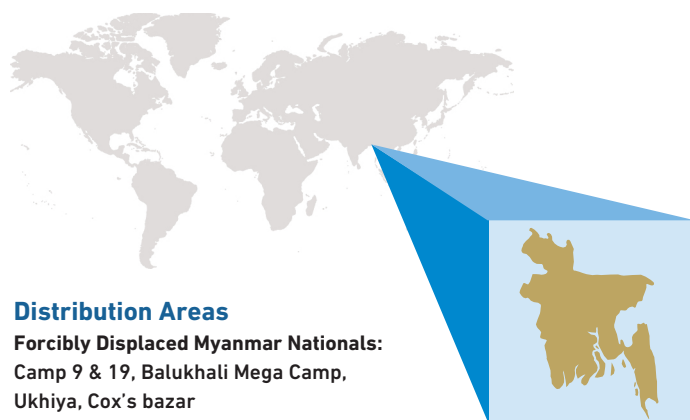 Distribution Areas
Forcibly Displaced Myanmar Nationals:
Camp 9 & 19, Balukhali Mega Camp,
Ukhiya, Cox's bazar